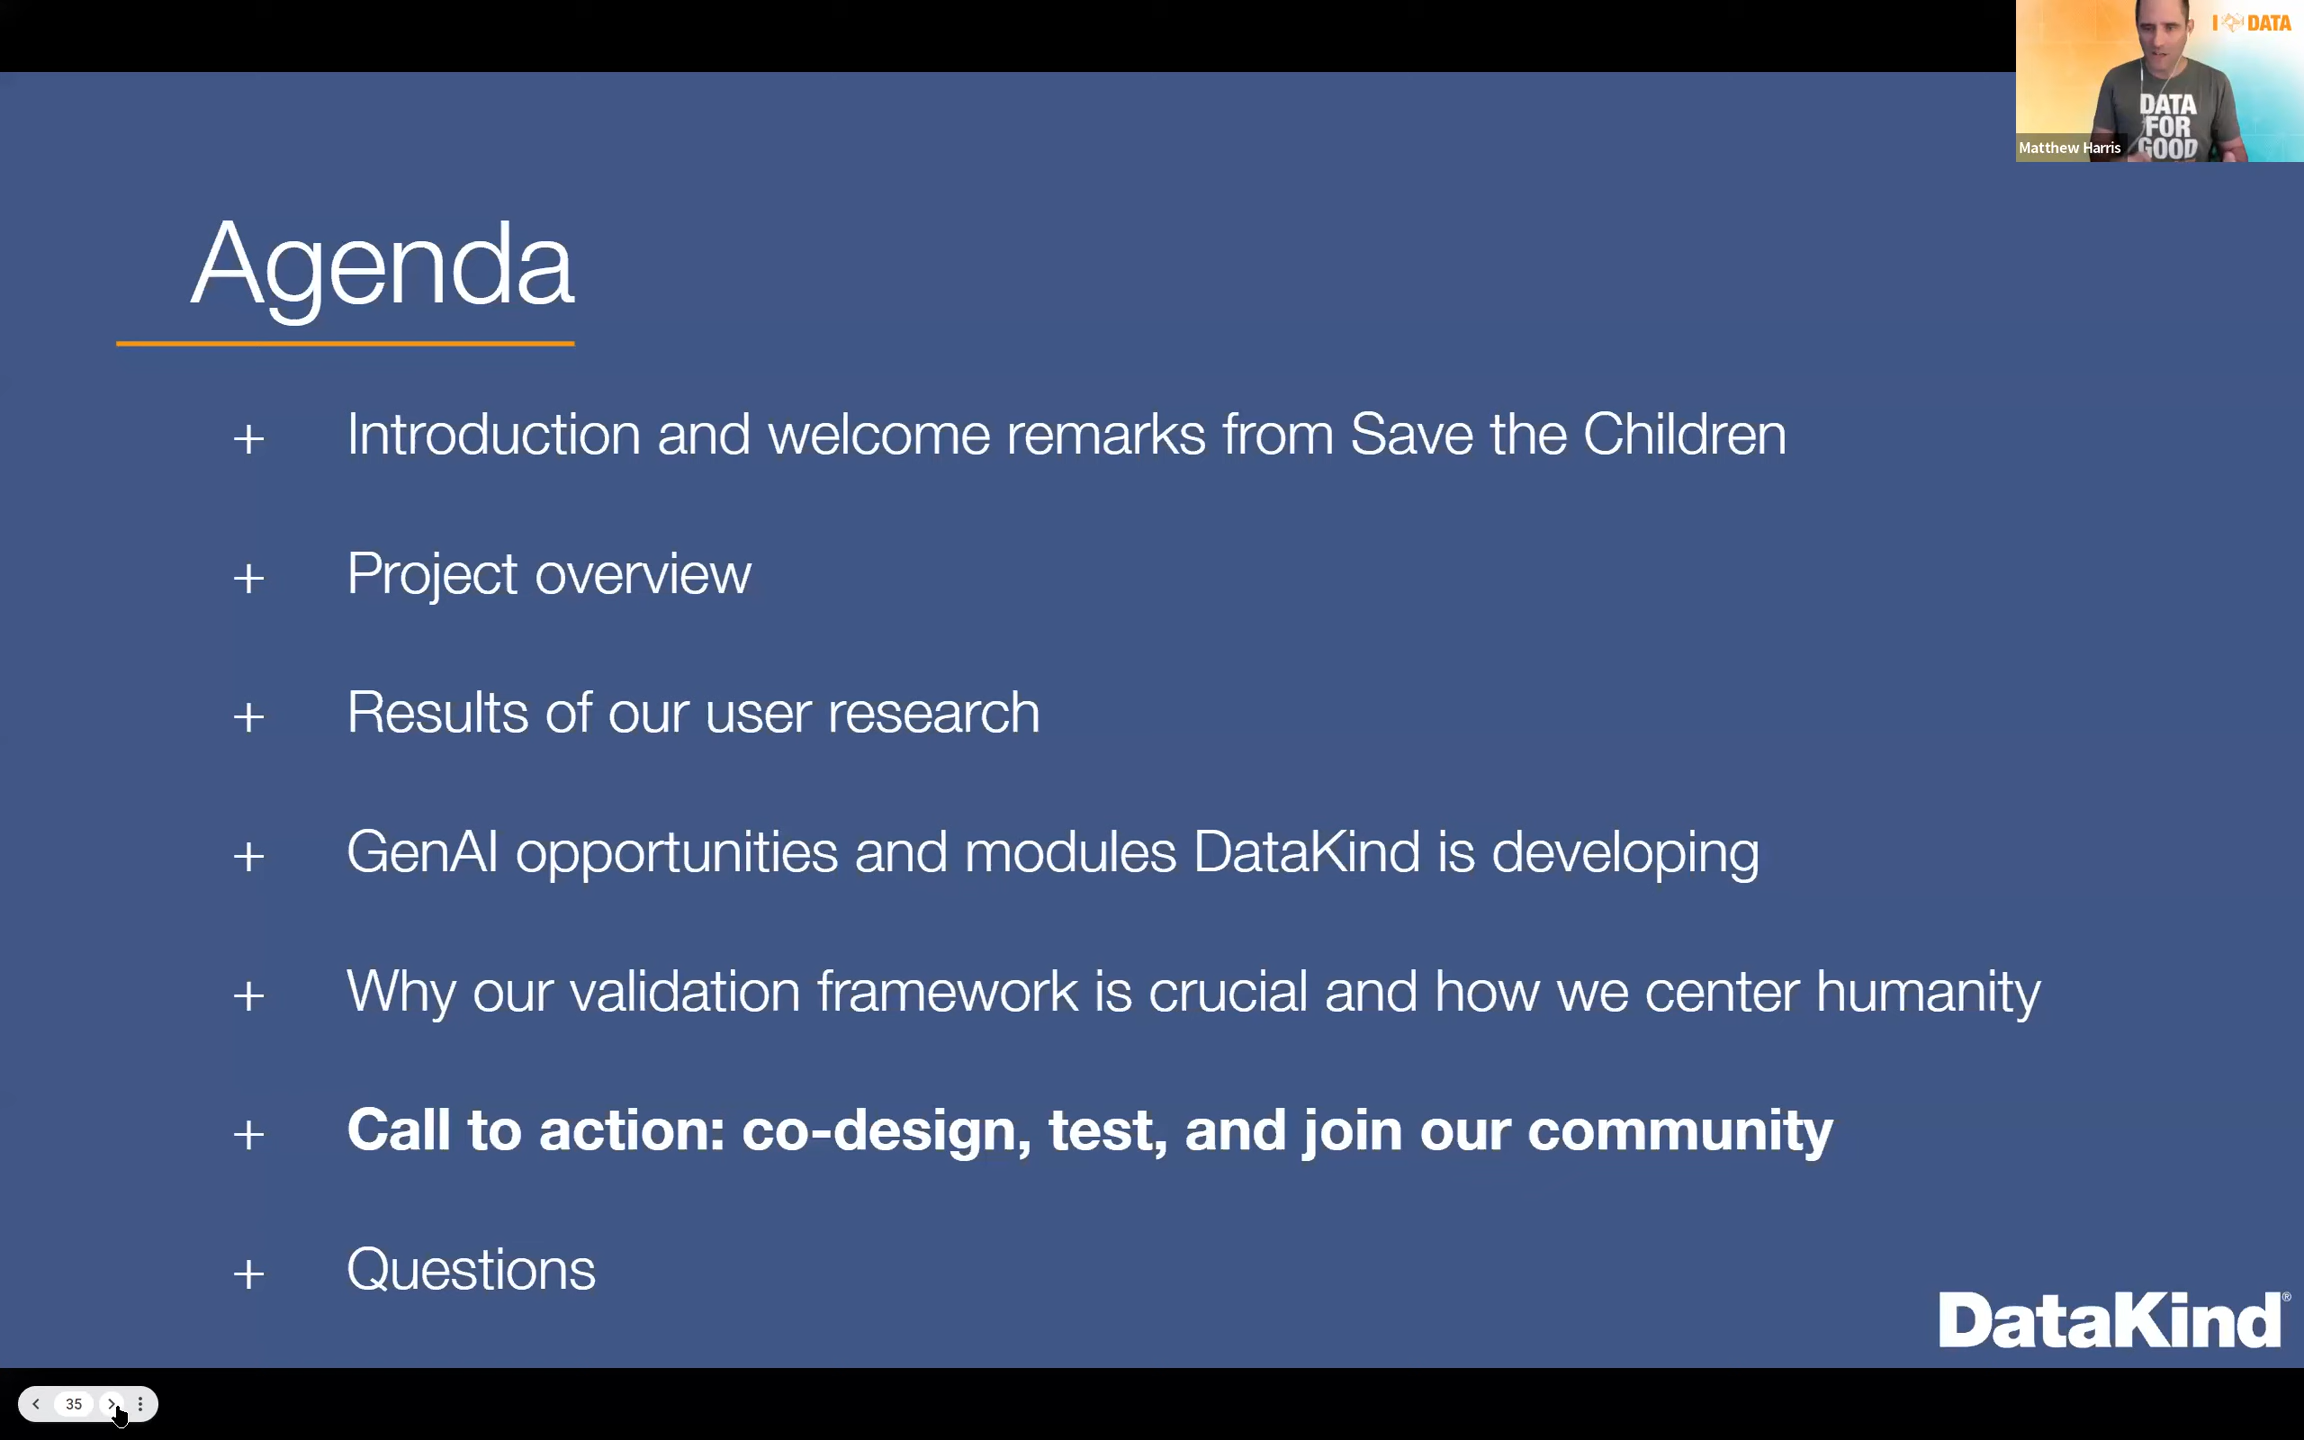 I DATA
DATA
FOR
GOOD
Matthew Harris
Agenda
+ Introduction and welcome remarks from Save the Children
+ Project overview
+ Results of our user research
+ GenAI opportunities and modules DataKind is developing
+ Why our validation framework is crucial and how we center humanity
+ Call to action: co-design, test, and join our community
+ Questions
DataKind®
35